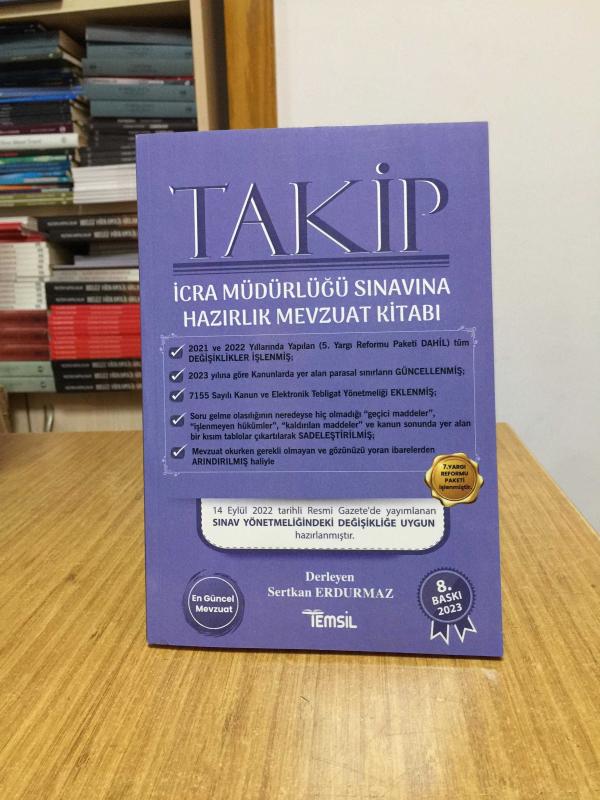 TAKİP
İCRA MÜDÜRLÜĞÜ SINAVINA
HAZIRLIK MEVZUAT KİTABI
2021 ve 2022 Yıllarında Yapılan (5. Yargı Reformu Paketi DAHİL) tüm
DEĞİŞİKLİKLER İŞLENMİŞ;
2023 yılına göre Kanunlarda yer alan parasal sınırların GÜNCELLENMİŞ;
7155 Sayılı Kanun ve Elektronik Tebligat Yönetmeliği EKLENMİŞ;
Soru gelme olasılığının neredeyse hiç olmadığı “geçici maddeler”,
“işlenmeyen hükümler”, “kaldırılan maddeler” ve kanun sonunda yer alan
bir kısım tablolar çıkartılarak SADELEŞTİRİLMİŞ;
Mevzuat okurken gerekli olmayan ve gözünüzü yoran ibarelerden
ARINDIRILMIŞ haliyle
7.YARGI
REFORMU
PAKETİ
işlenmiştir.
14 Eylül 2022 tarihli Resmi Gazete'de yayımlanan
SINAV YÖNETMELİĞİNDEKİ DEĞİŞİKLİĞE UYGUN
hazırlanmıştır.
En Güncel
Mevzuat
Derleyen
Sertkan ERDURMAZ
TEMSİL
8.
BASKI
2023